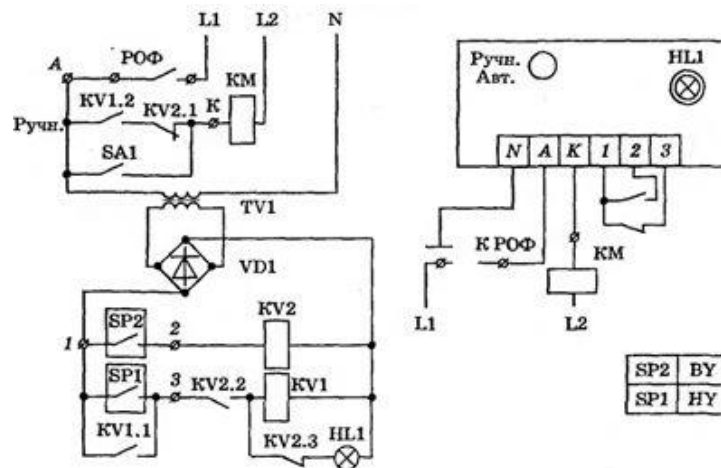 L1 L2 N
A РОФ
КМ
KV1.2 KV2.1 К
Ручн.
SA1
TV1
VD1
SP2 2 KV2
1
SP1 3 KV2.2 KV1
KV1.1
KV2.3 HL1
Ручн. HL1
Авт.
N A K 1 2 3
К РОФ КМ
L1 L2
SP2 ВУ
SP1 НУ